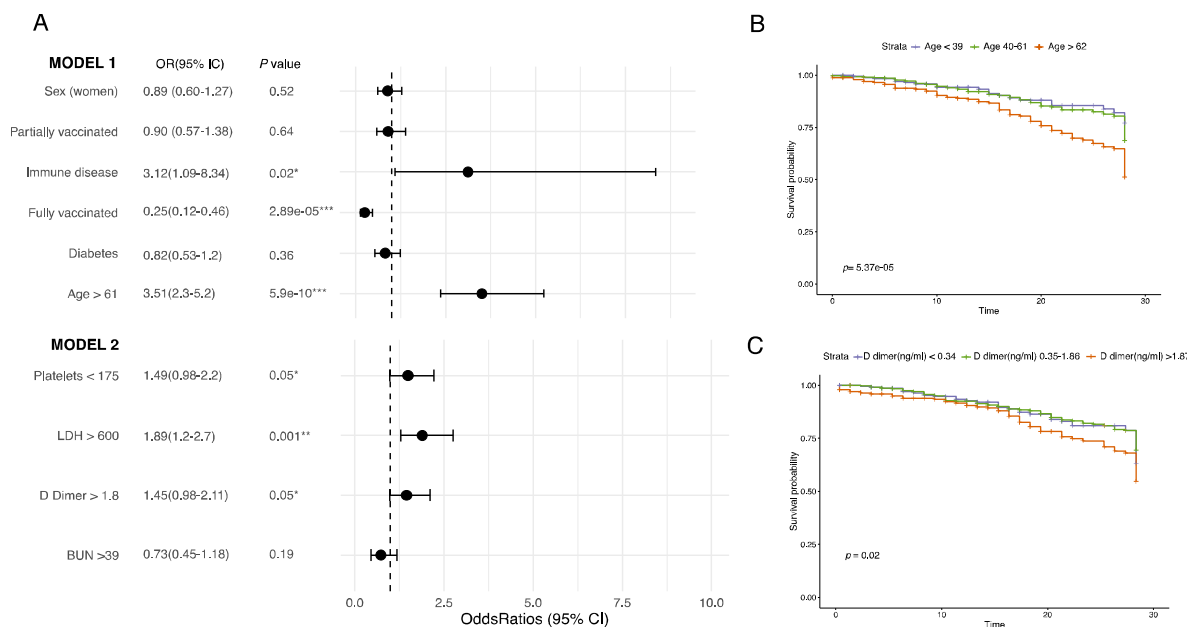 A
MODEL 1 OR(95% IC) P value
Sex (women) 0.89 (0.60-1.27) 0.52
Partially vaccinated 0.90 (0.57-1.38) 0.64
Immune disease 3.12(1.09-8.34) 0.02*
Fully vaccinated 0.25(0.12-0.46) 2.89e-05***
Diabetes 0.82(0.53-1.2) 0.36
Age > 61 3.51(2.3-5.2) 5.9e-10***
MODEL 2
Platelets < 175 1.49(0.98-2.2) 0.05*
LDH > 600 1.89(1.2-2.7) 0.001**
D Dimer > 1.8 1.45(0.98-2.11) 0.05*
BUN >39 0.73(0.45-1.18) 0.19
0.0 2.5 5.0 7.5 10.0
OddsRatios (95% CI)
B
Strata Age < 39 Age 40-61 Age > 62
Survival probability
1.00
0.75
0.50
0.25
0.00
p= 5.37e-05
0 10 20 30
Time
C
Strata D dimer(ng/ml) < 0.34 D dimer(ng/ml) 0.35-1.86 D dimer(ng/ml) >1.87
Survival probability
1.00
0.75
0.50
0.25
0.00
p = 0.02
0 10 20 30
Time